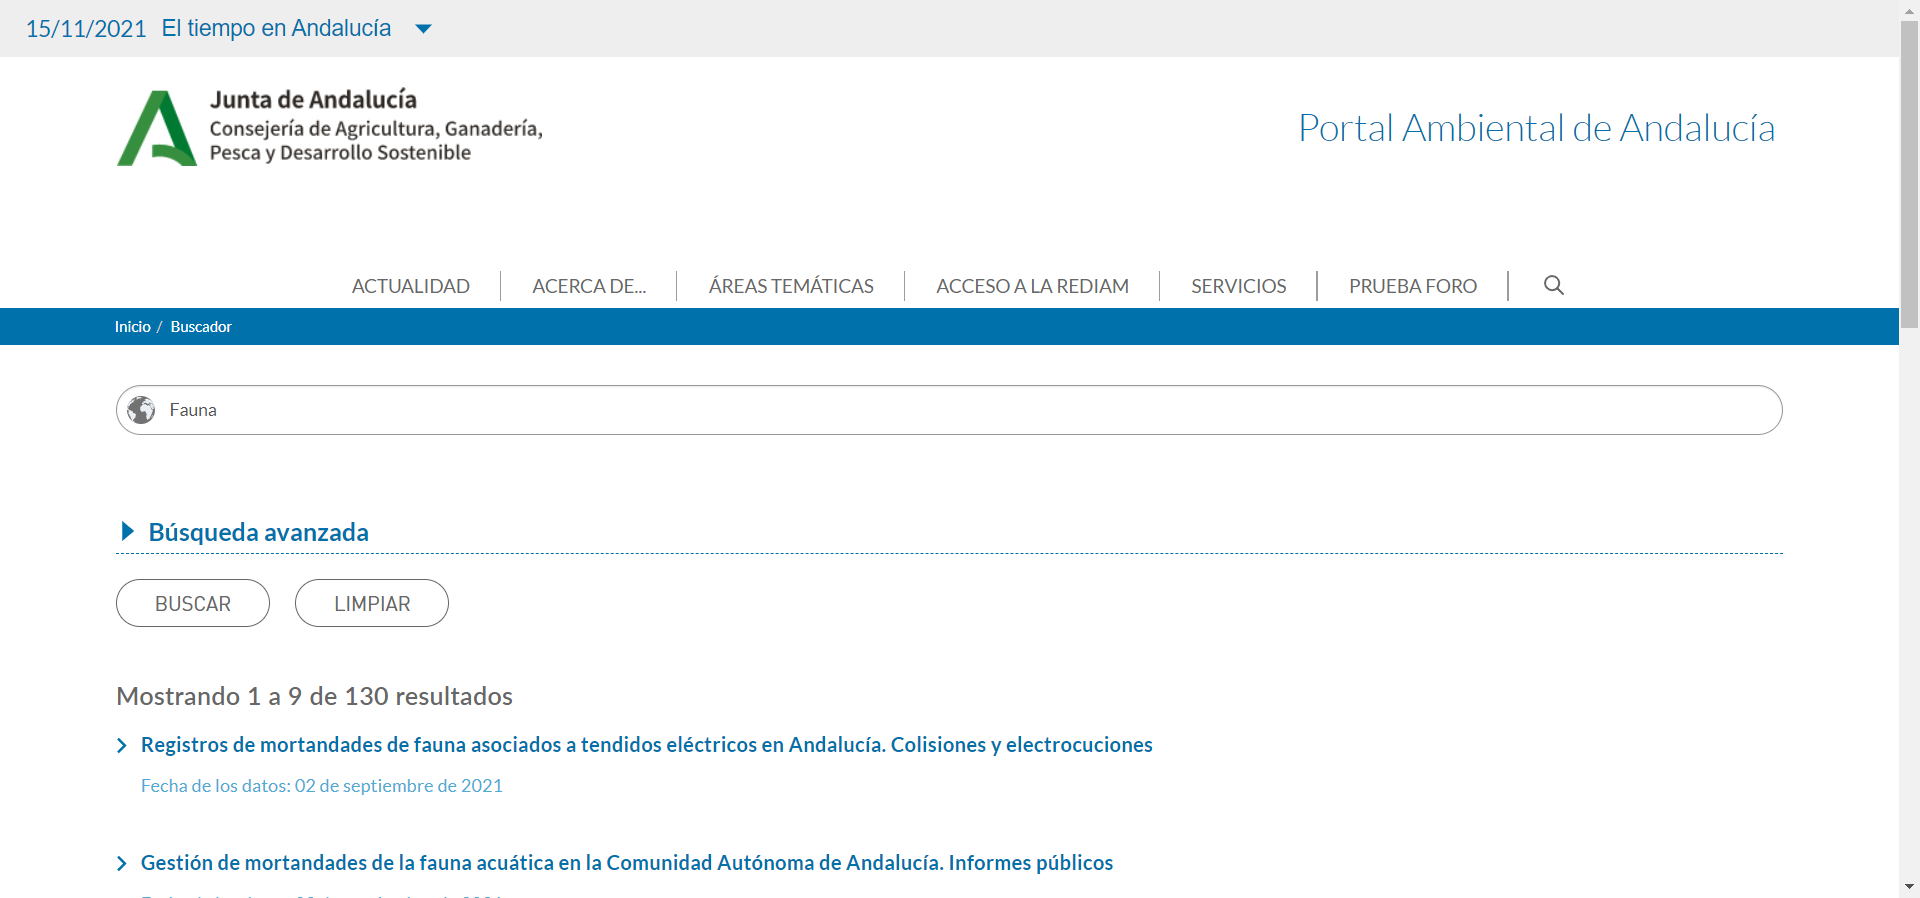 15/11/2021 El tiempo en Andalucía
Junta de Andalucía
Consejería de Agricultura, Ganadería,
Pesca y Desarrollo Sostenible
Portal Ambiental de Andalucía
ACTUALIDAD ACERCA DE... ÁREAS TEMÁTICAS ACCESO A LA REDIAM SERVICIOS PRUEBA FORO
Inicio / Buscador
Fauna
Búsqueda avanzada
BUSCAR LIMPIAR
Mostrando 1 a 9 de 130 resultados
Registros de mortandades de fauna asociados a tendidos eléctricos en Andalucía. Colisiones y electrocuciones
Fecha de los datos: 02 de septiembre de 2021
Gestión de mortandades de la fauna acuática en la Comunidad Autónoma de Andalucía. Informes públicos